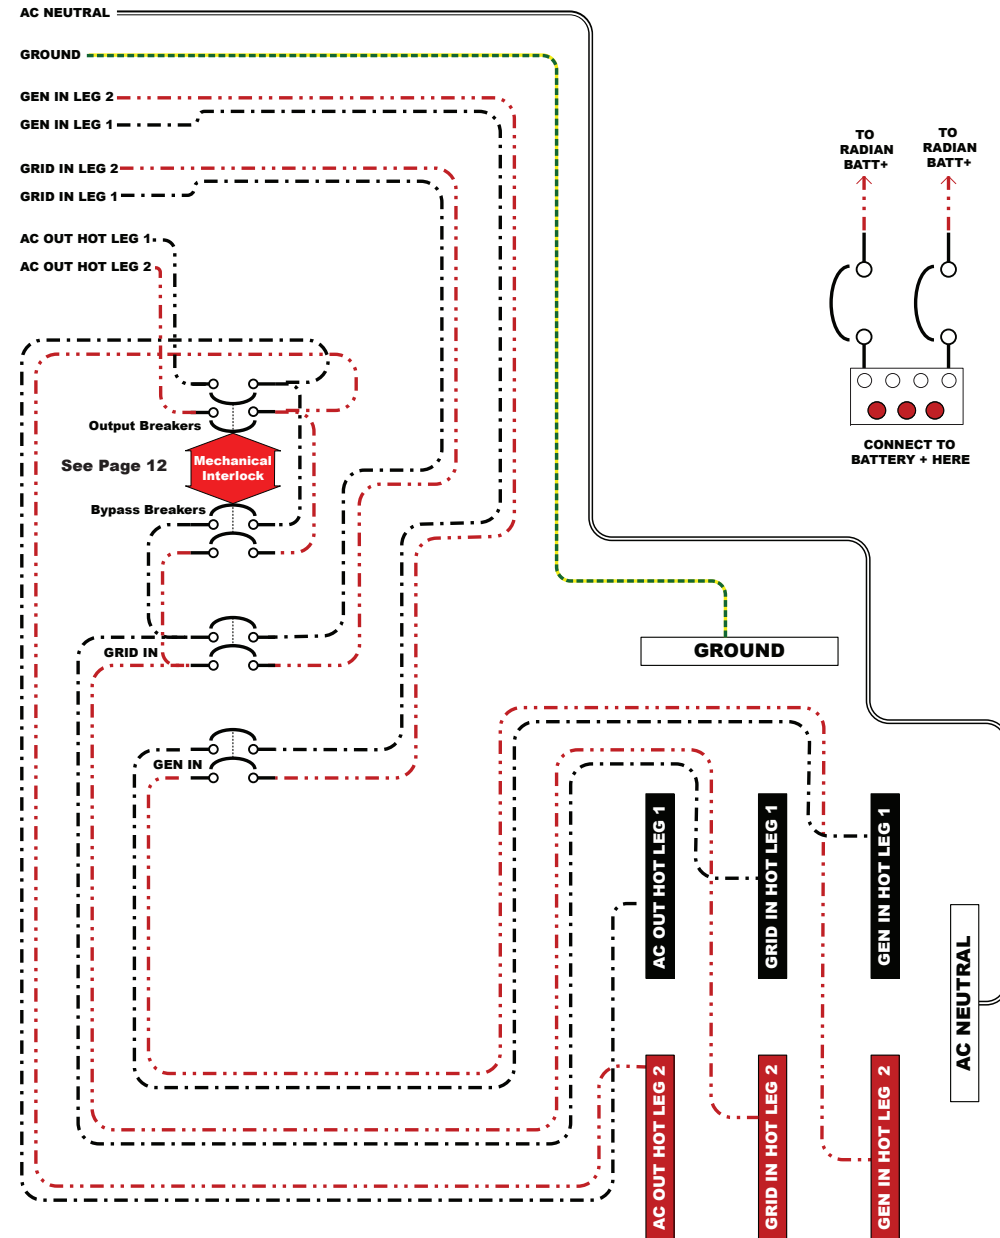 AC NEUTRAL
GROUND
GEN IN LEG 2
GEN IN LEG 1
GRID IN LEG 2
GRID IN LEG 1
AC OUT HOT LEG 1
AC OUT HOT LEG 2
TO
RADIAN
BATT+
TO
RADIAN
BATT+
CONNECT TO
BATTERY + HERE
Output Breakers
See Page 12
Mechanical
Interlock
Bypass Breakers
GRID IN
GEN IN
GROUND
AC OUT HOT LEG 1
GRID IN HOT LEG 1
GEN IN HOT LEG 1
AC NEUTRAL
AC OUT HOT LEG 2
GRID IN HOT LEG 2
GEN IN HOT LEG 2